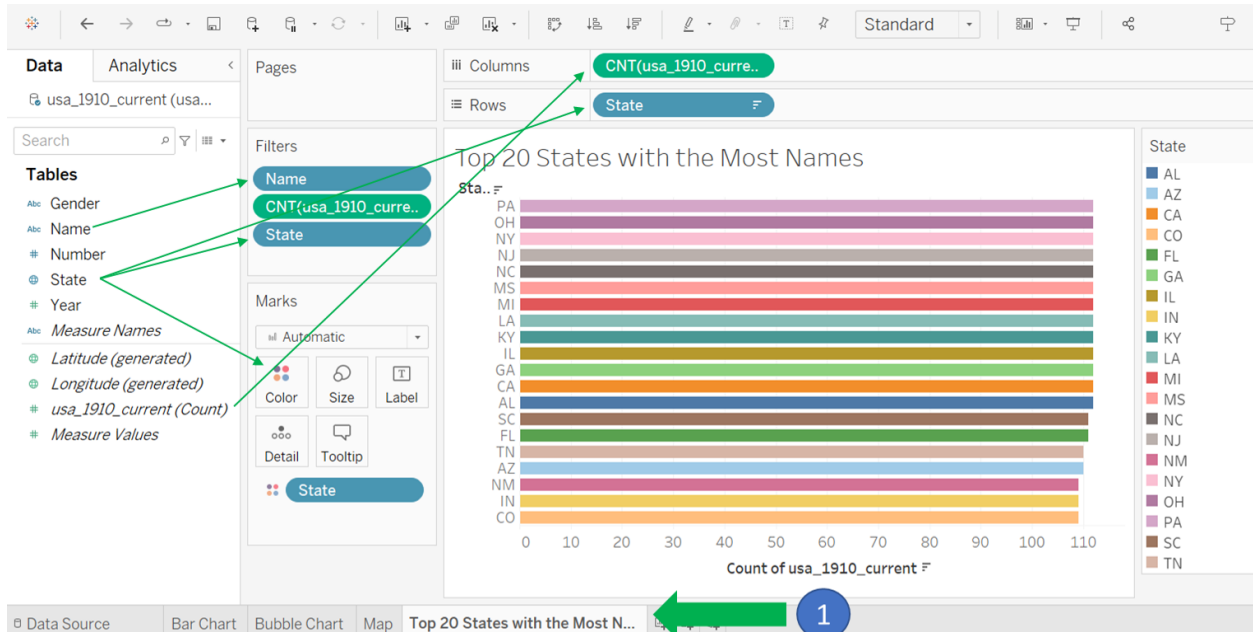 Standard
Data
Analytics
usa_1910_current (usa...
Search
Tables
Abc Gender
Abc Name
# Number
State
# Year
Abc Measure Names
Latitude (generated)
Longitude (generated)
# usa_1910_current (Count)
# Measure Values
Pages
Filters
Name
CNT(usa_1910_curre..
State
Marks
Automatic
Color
Size
T
Label
Detail
Tooltip
State
iii Columns
CNT(usa_1910_curre..
Rows
State
Top 20 States with the Most Names
Sta..
PA
OH
NY
NJ
NC
MS
MI
LA
KY
IL
GA
CA
AL
SC
FL
TN
AZ
NM
IN
CO
0 10 20 30 40 50 60 70 80 90 100 110
Count of usa_1910_current
State
AL
AZ
CA
CO
FL
GA
IL
IN
KY
LA
MI
MS
NC
NJ
NM
NY
OH
PA
SC
TN
Data Source
Bar Chart
Bubble Chart
Map
Top 20 States with the Most N...
1